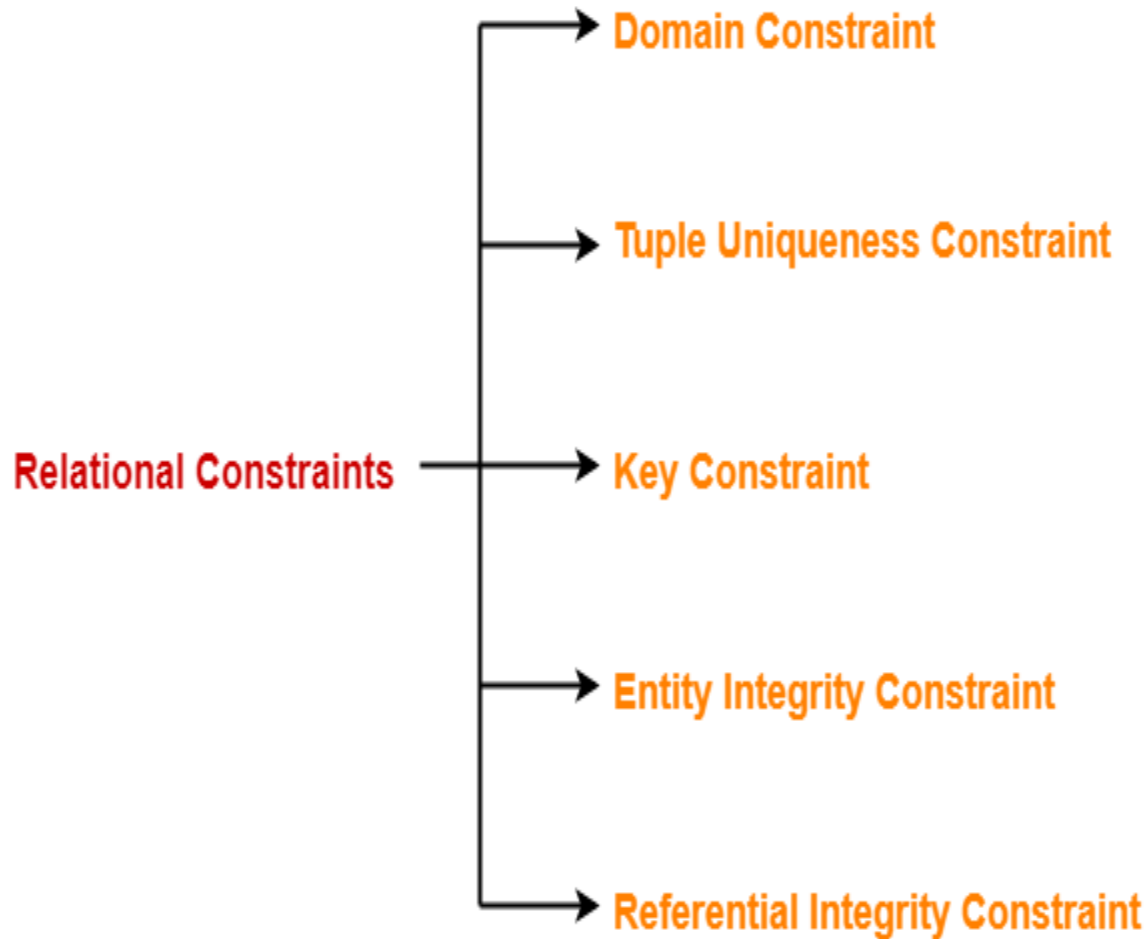 Domain Constraint
Tuple Uniqueness Constraint
Relational Constraints
Key Constraint
Entity Integrity Constraint
Referential Integrity Constraint